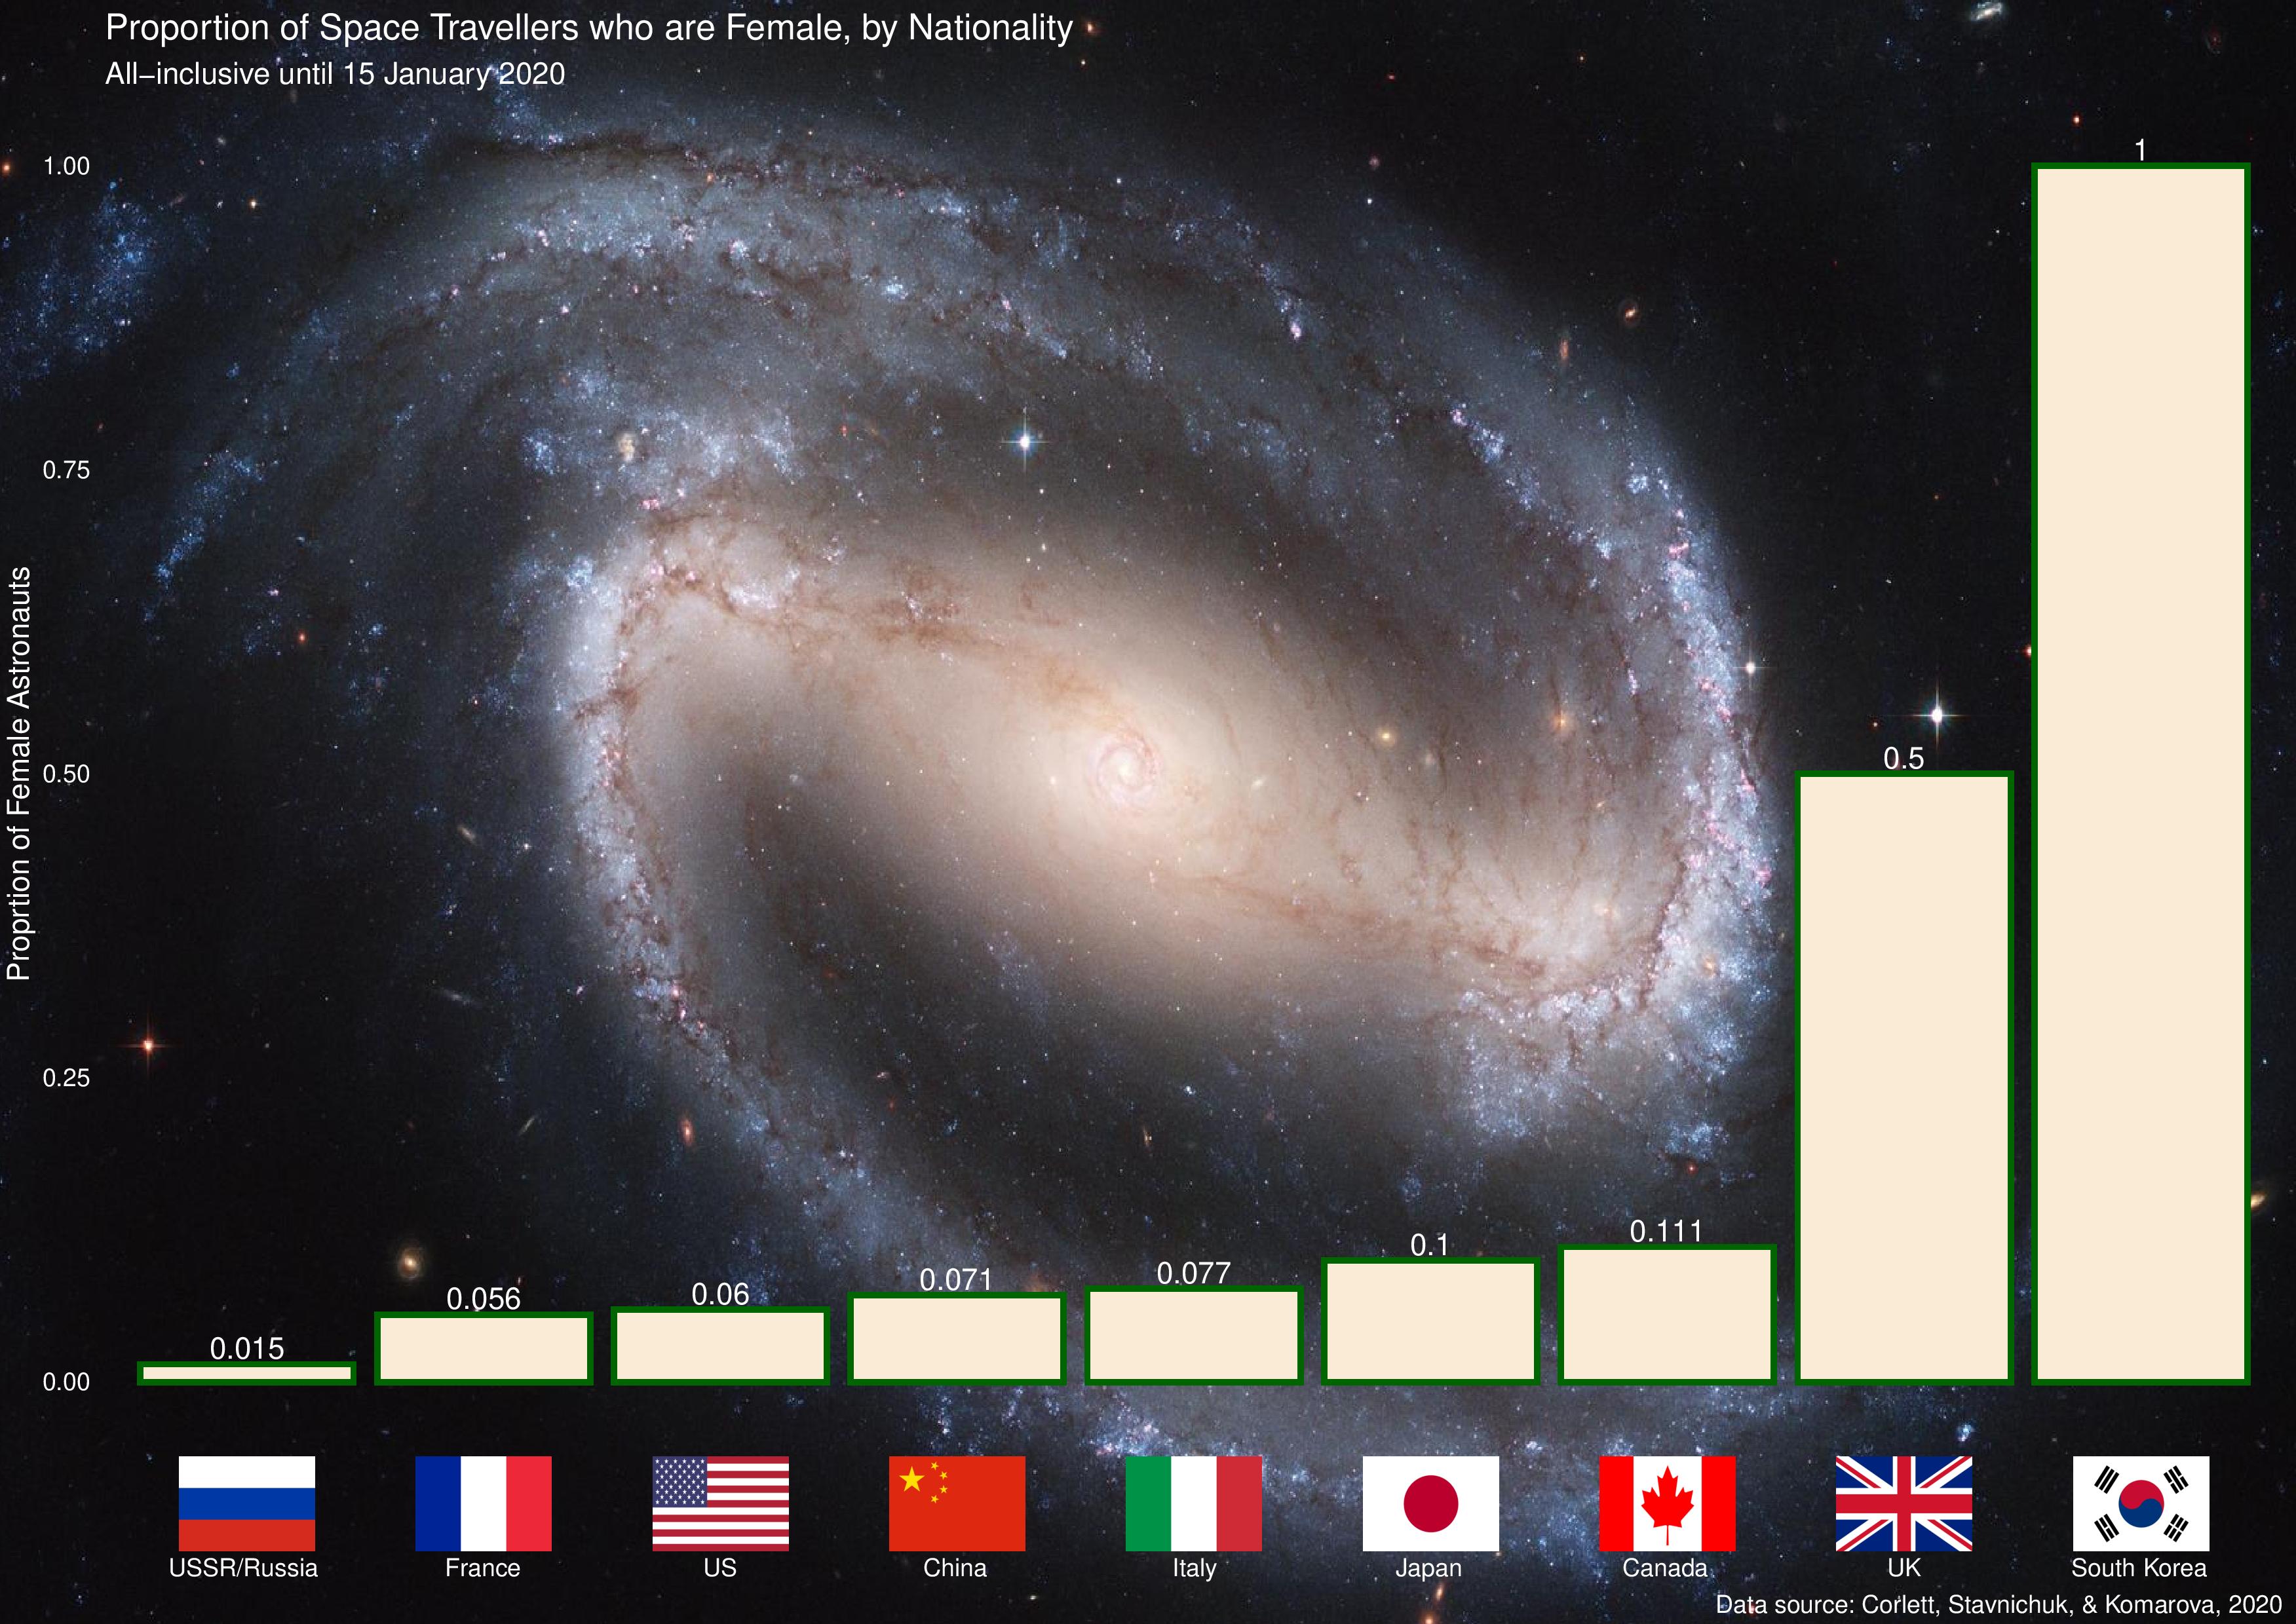 Proportion of Space Travellers who are Female, by Nationality
All–inclusive until 15 January 2020
Proprtion of Female Astronauts
1.00
0.75
0.50
0.25
0.00
0.015
0.056
0.06
0.071
0.077
0.1
0.111
0.5
1
USSR/Russia
France
US
China
Italy
Japan
Canada
UK
South Korea
Data source: Corlett, Stavnichuk, & Komarova, 2020